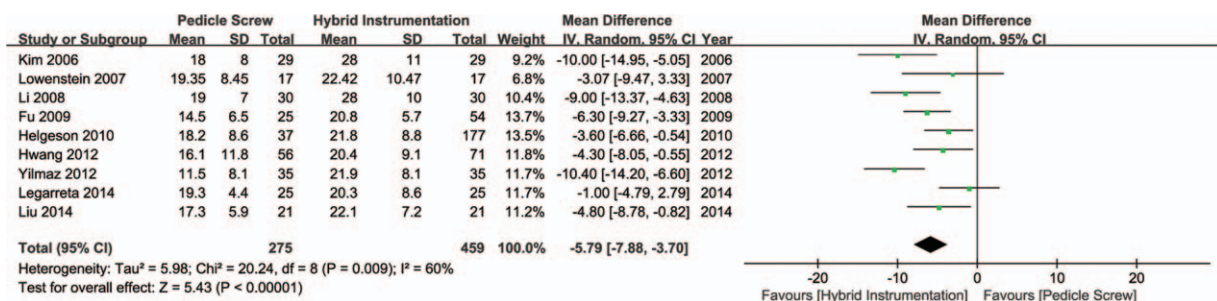 Pedicle Screw Hybrid Instrumentation Mean Difference Mean Difference
Study or Subgroup Mean SD Total Mean SD Total Weight IV. Random. 95% CI Year IV. Random. 95% CI
Kim 2006 18 8 29 28 11 29 9.2% -10.00 [-14.95, -5.05] 2006
Lowenstein 2007 19.35 8.45 17 22.42 10.47 17 6.8% -3.07 [-9.47, 3.33] 2007
Li 2008 19 7 30 28 10 30 10.4% -9.00 [-13.37, -4.63] 2008
Fu 2009 14.5 6.5 25 20.8 5.7 54 13.7% -6.30 [-9.27, -3.33] 2009
Helgeson 2010 18.2 8.6 37 21.8 8.8 177 13.5% -3.60 [-6.66, -0.54] 2010
Hwang 2012 16.1 11.8 56 20.4 9.1 71 11.8% -4.30 [-8.05, -0.55] 2012
Yilmaz 2012 11.5 8.1 35 21.9 8.1 35 11.7% -10.40 [-14.20, -6.60] 2012
Legarreta 2014 19.3 4.4 25 20.3 8.6 25 11.7% -1.00 [-4.79, 2.79] 2014
Liu 2014 17.3 5.9 21 22.1 7.2 21 11.2% -4.80 [-8.78, -0.82] 2014
Total (95% CI) 275 459 100.0% -5.79 [-7.88, -3.70]
Heterogeneity: Tau² = 5.98; Chi² = 20.24, df = 8 (P = 0.009); I² = 60%
Test for overall effect: Z = 5.43 (P < 0.00001)
-20 -10 0 10 20
Favours [Hybrid Instrumentation] Favours [Pedicle Screw]